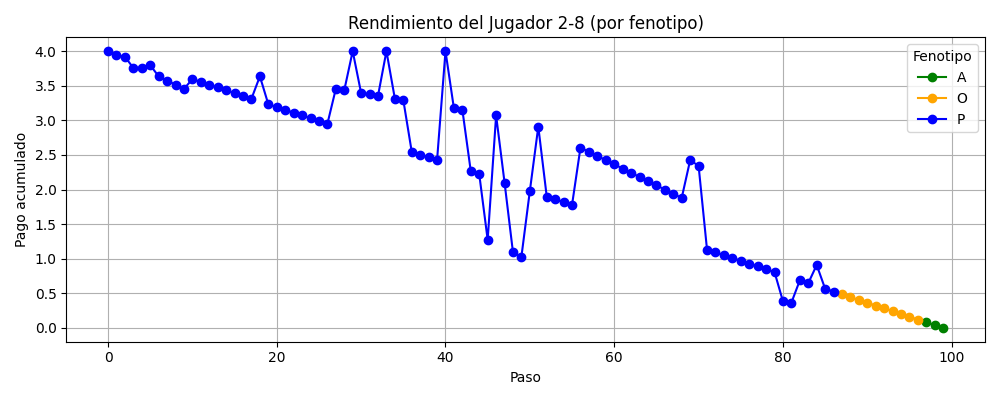 Rendimiento del Jugador 2-8 (por fenotipo)
Fenotipo
A
O
P
Pago acumulado
4.0
3.5
3.0
2.5
2.0
1.5
1.0
0.5
0.0
0 20 40 60 80 100
Paso